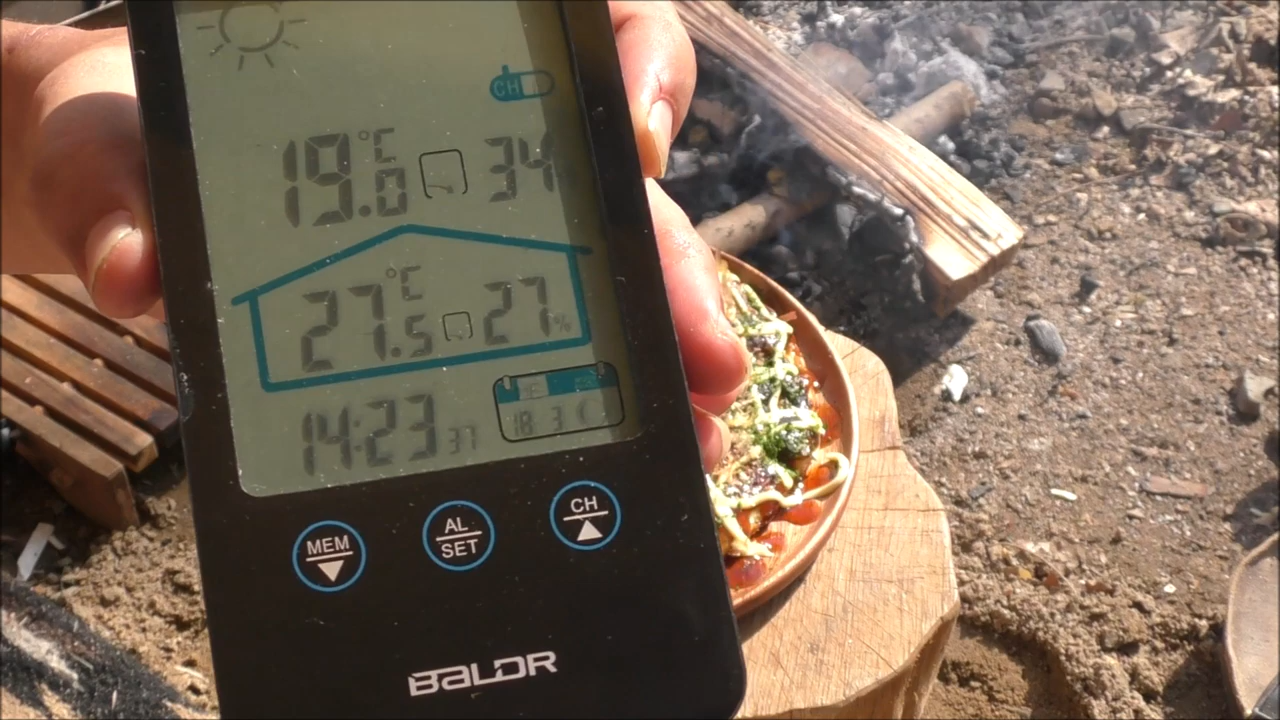 CH
19.0 °C 34
27.5 °C 27%
14:23 37
18 3
MEM
AL
SET
CH
BALDR